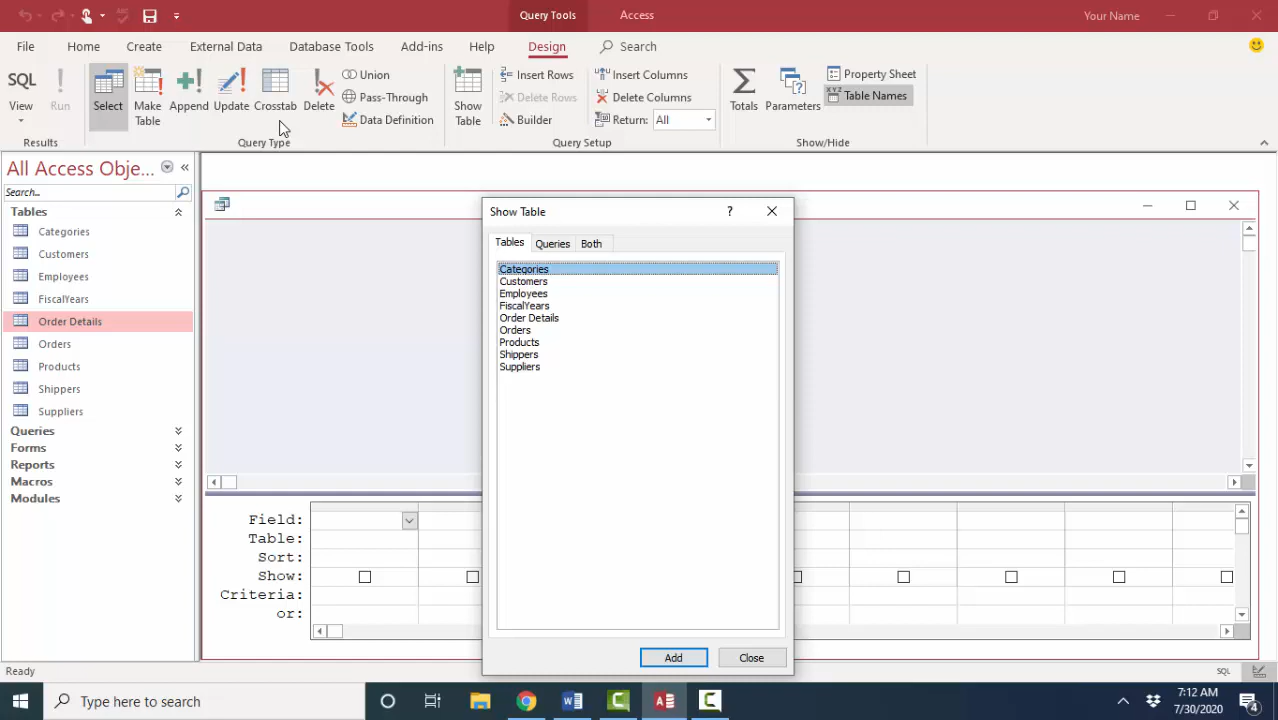 Query Tools
Access
Your Name
File Home Create External Data Database Tools Add-ins Help Design Search
SQL
View
Run
Select
Make
Table
Append
Update
Crosstab
Delete
Union
Pass-Through
Data Definition
Show
Table
Insert Rows
Delete Rows
Builder
Insert Columns
Delete Columns
Return: All
Totals
Parameters
Property Sheet
XYZ Table Names
Results
Query Type
Query Setup
Show/Hide
All Access Obje...
Search...
Tables
Categories
Customers
Employees
FiscalYears
Order Details
Orders
Products
Shippers
Suppliers
Queries
Forms
Reports
Macros
Modules
Show Table
?
Tables Queries Both
Categories
Customers
Employees
FiscalYears
Order Details
Orders
Products
Shippers
Suppliers
Add Close
Field:
Table:
Sort:
Show:
Criteria:
or:
Ready
SQL
Type here to search
7:12 AM
7/30/2020
4